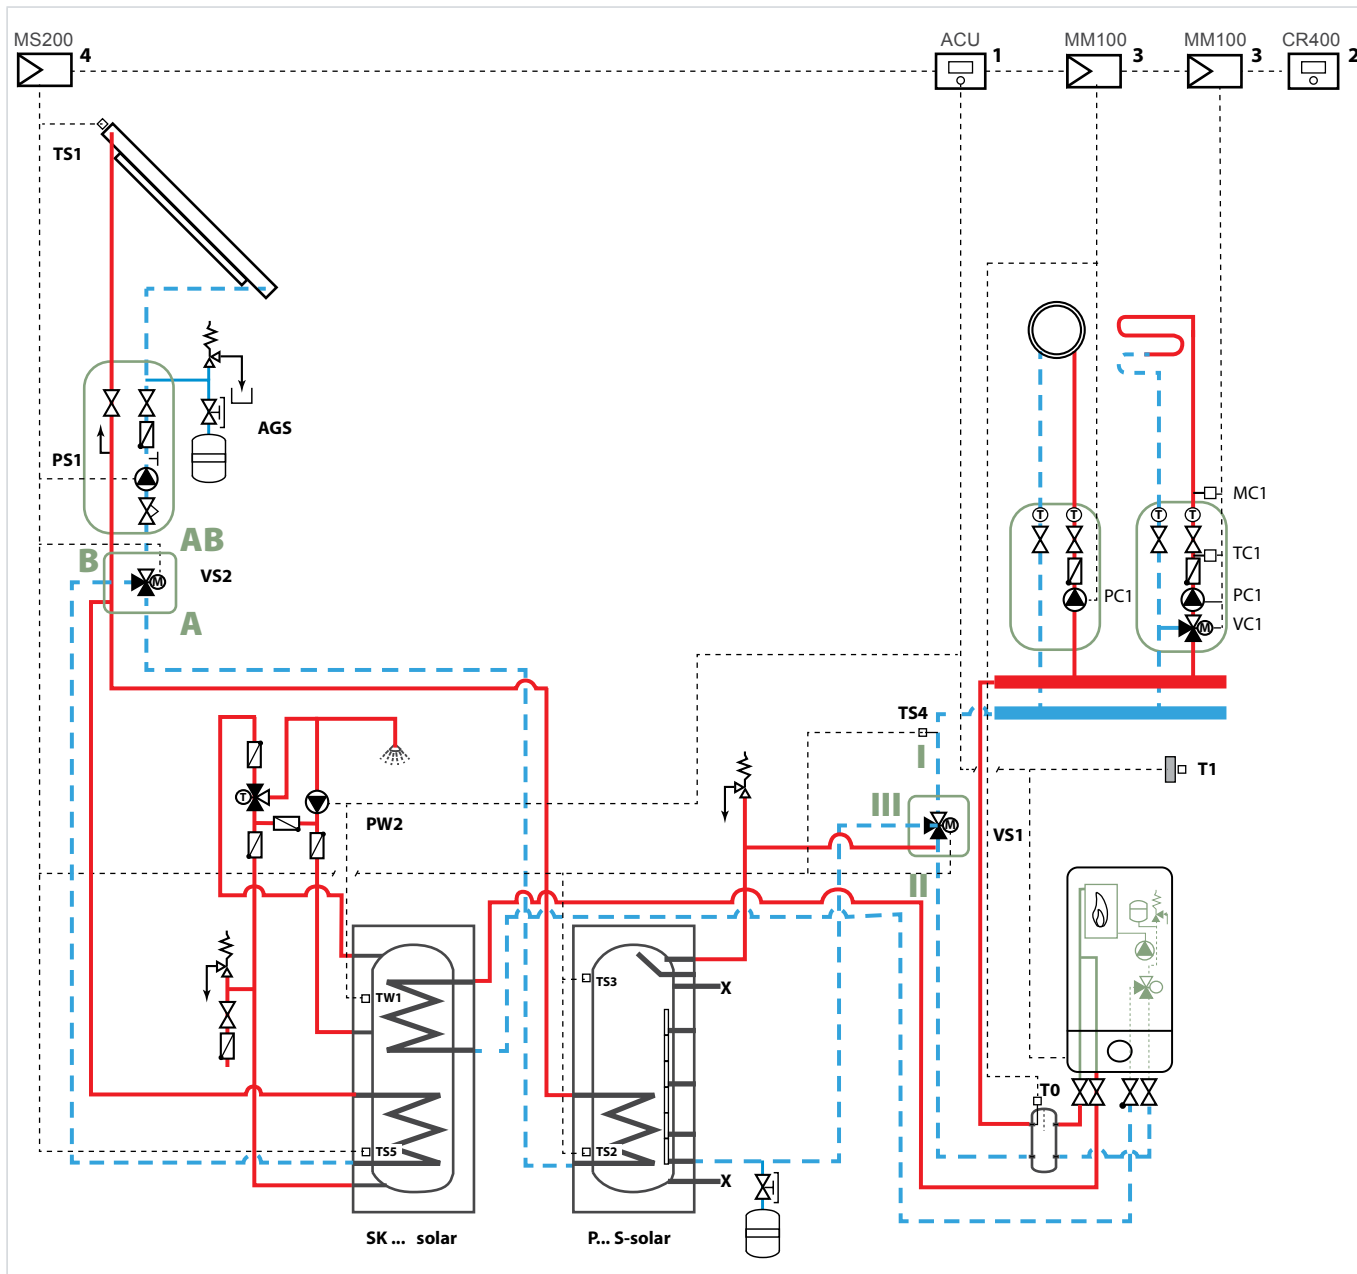 MS200 4
ACU 1
MM100 3
MM100 3
CR400 2
TS1
AGS
PS1
AB
B
VS2
A
M
T T T T
MC1
TC1
PC1
PC1
VC1
M
TS4
I
T1
III
M
VS1
II
T
PW2
TW1
TS3
X
T0
TS5
TS2
X
SK ... solar
P... S-solar